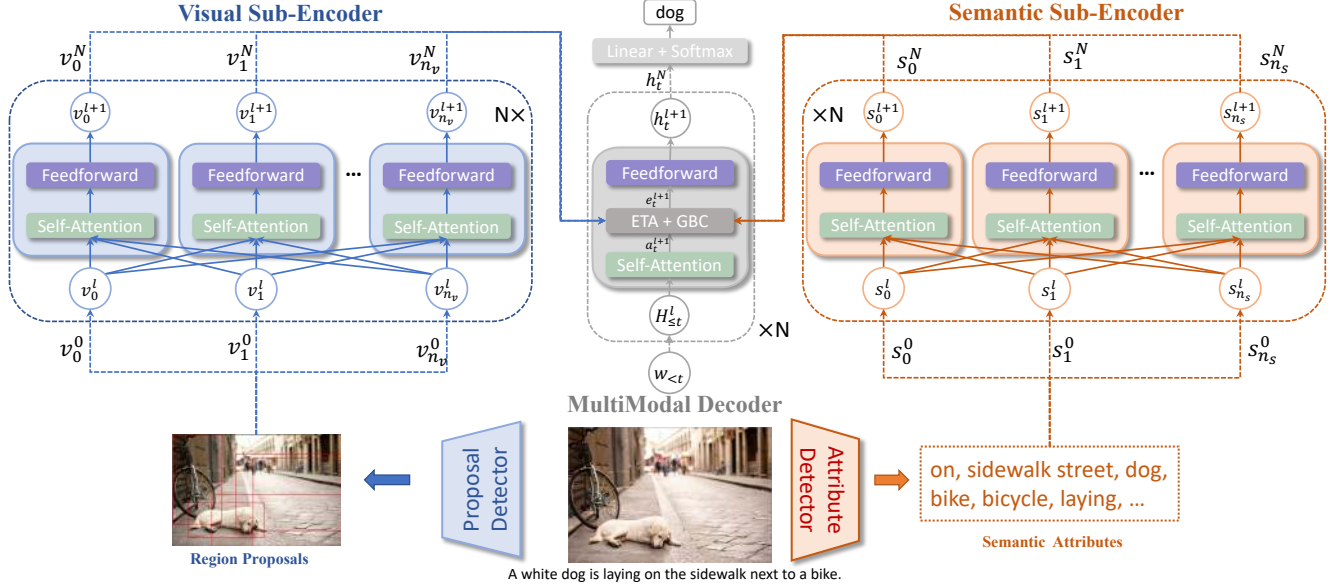 Visual Sub-Encoder
dog
Semantic Sub-Encoder
Linear + Softmax
v_0^N v_1^N v_{n_v}^N
h_t^N
s_0^N s_1^N s_{n_s}^N
v_0^{l+1} v_1^{l+1} v_{n_v}^{l+1} N×
h_t^{l+1}
×N s_0^{l+1} s_1^{l+1} s_{n_s}^{l+1}
Feedforward Feedforward ... Feedforward
Feedforward
Feedforward Feedforward ... Feedforward
e_t^{l+1}
Self-Attention Self-Attention Self-Attention
ETA + GBC
Self-Attention Self-Attention Self-Attention
a_t^{l+1}
Self-Attention
v_0^l v_1^l v_{n_v}^l
H_{≤t}^l
s_0^l s_1^l s_{n_s}^l
×N
v_0^0 v_1^0 v_{n_v}^0
w_{<t}
s_0^0 s_1^0 s_{n_s}^0
MultiModal Decoder
Proposal
Detector
Attribute
Detector
on, sidewalk street, dog,
bike, bicycle, laying, ...
Region Proposals
Semantic Attributes
A white dog is laying on the sidewalk next to a bike.